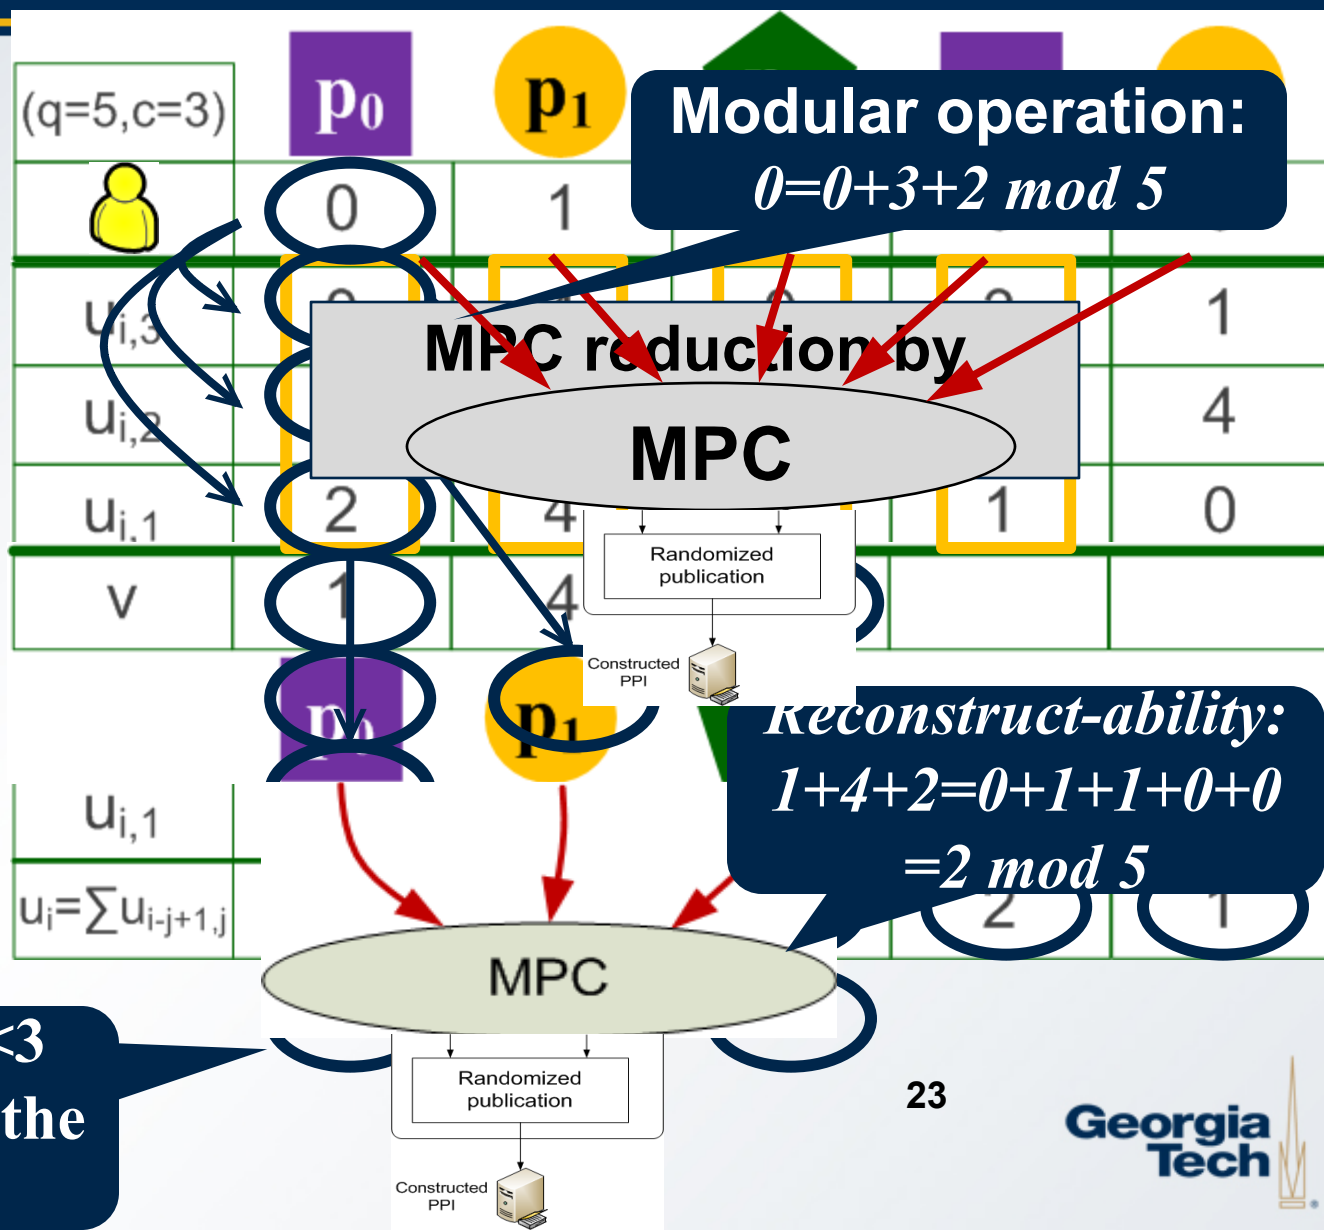 (q=5,c=3)
p0
p1
Modular operation:
0=0+3+2 mod 5
0 1
ui,3
1
MPC reduction by
ui,2
4
MPC
ui,1 2 4 1 0
Randomized
publication
v 1 4
Constructed
PPI
p0
p1
Reconstruct-ability:
1+4+2=0+1+1+0+0
=2 mod 5
ui,1
ui=∑ui-j+1,j
2 1
MPC
<3
the
Randomized
publication
Constructed
PPI
23
Georgia
Tech